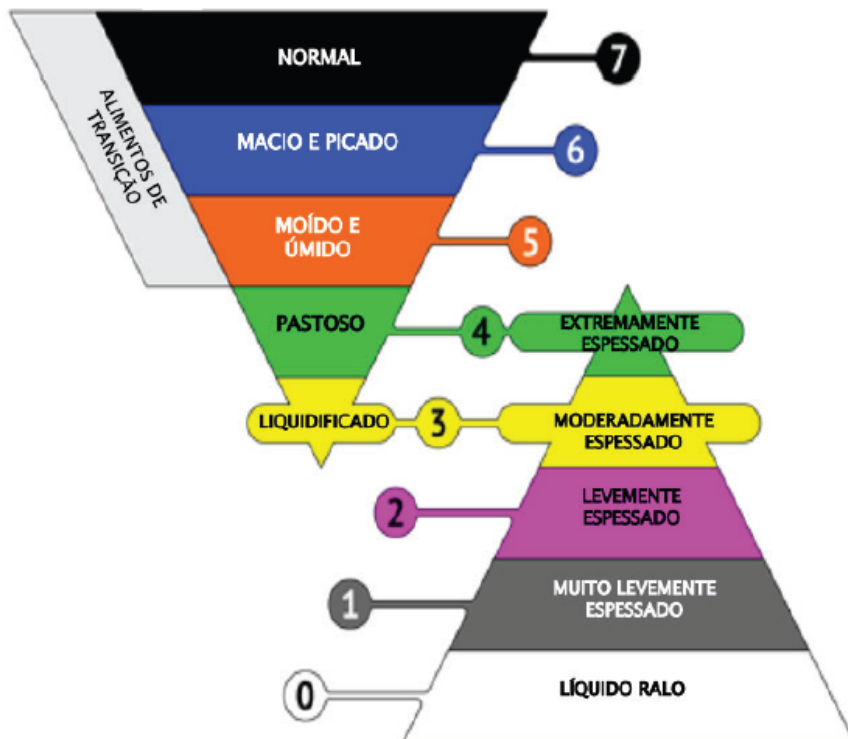 NORMAL
7
ALIMENTOS DE
TRANSIÇÃO
MACIO E PICADO
6
MOÍDO E
ÚMIDO
5
PASTOSO
4
EXTREMAMENTE
ESPESSADO
LIQUIDIFICADO
3
MODERADAMENTE
ESPESSADO
2
LEVEMENTE
ESPESSADO
1
MUITO LEVEMENTE
ESPESSADO
0
LÍQUIDO RALO